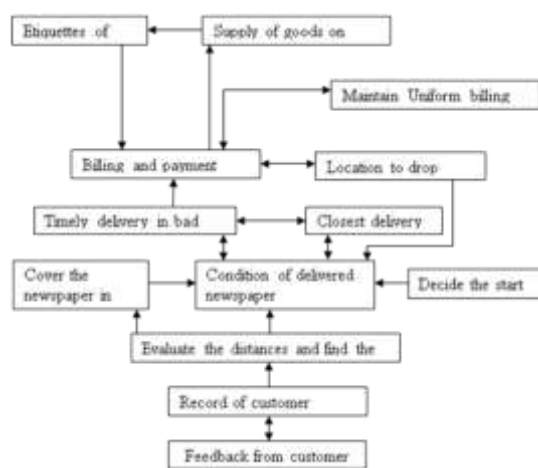 Etiquettes of
Supply of goods on
Maintain Uniform billing
Billing and payment
Location to drop
Timely delivery in bad
Closest delivery
Cover the
newspaper in
Condition of delivered
newspaper
Decide the start
Evaluate the distances and find the
Record of customer
Feedback from customer